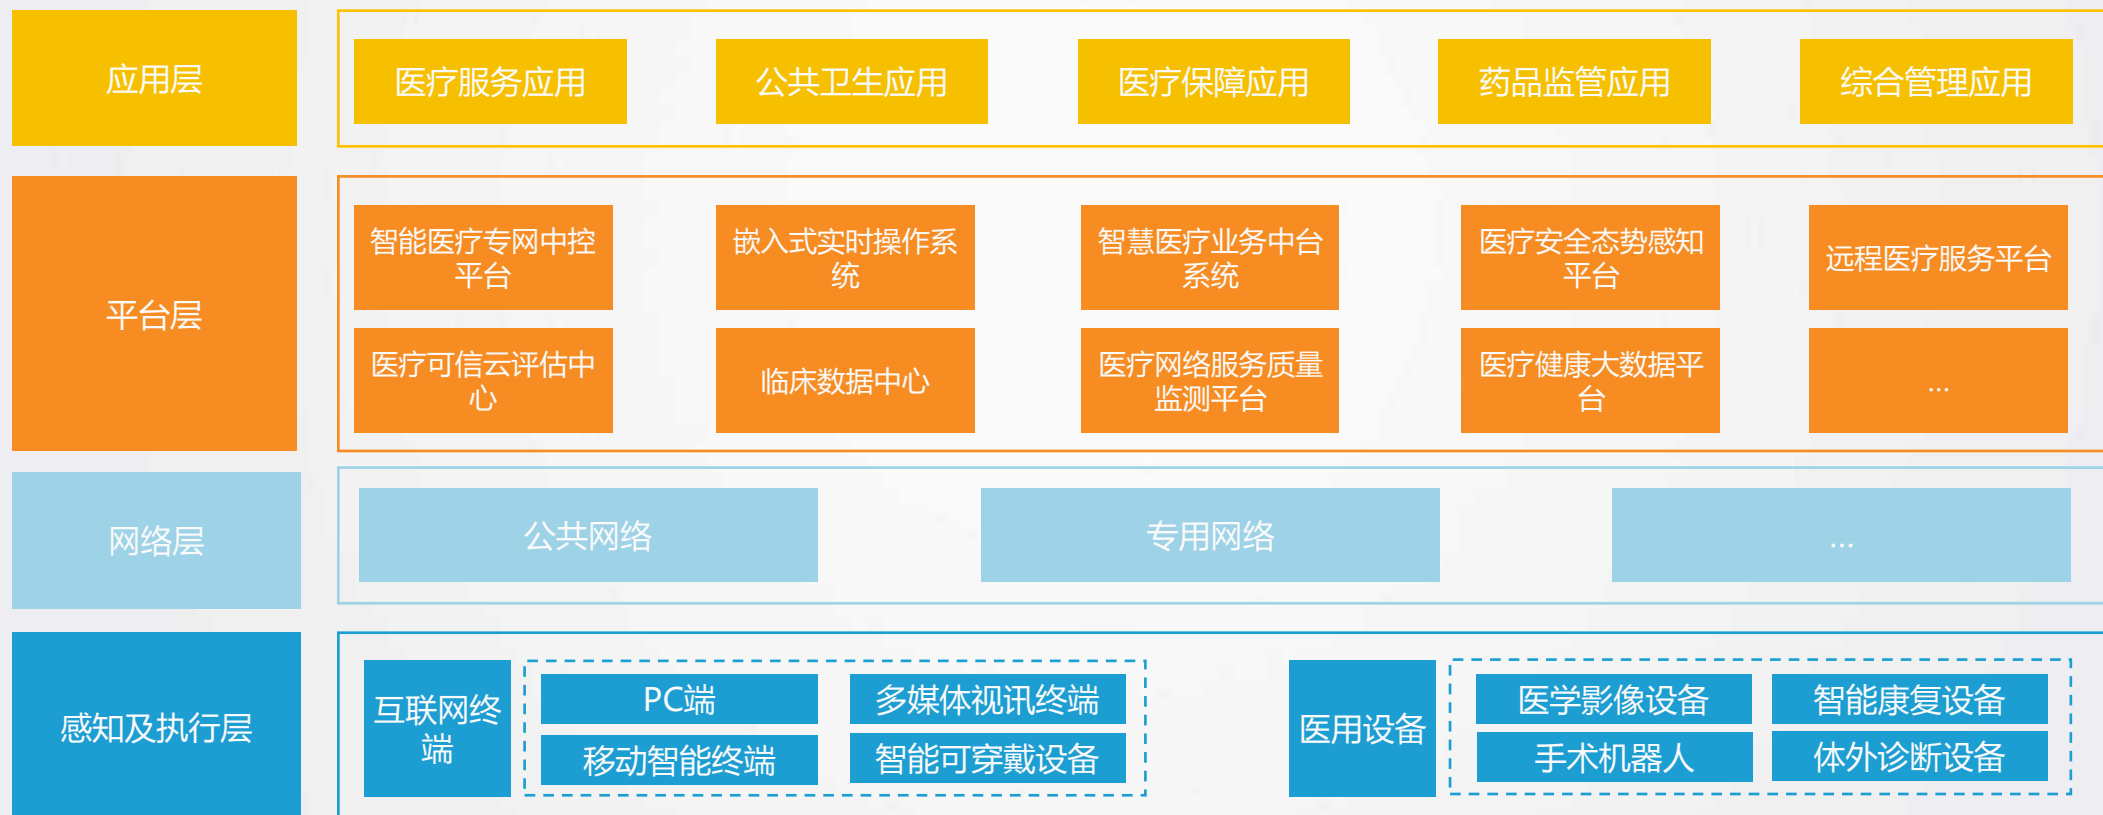 应用层
医疗服务应用
公共卫生应用
医疗保障应用
药品监管应用
综合管理应用
平台层
智能医疗专网中控
平台
嵌入式实时操作系
统
智慧医疗业务中台
系统
医疗安全态势感知
平台
远程医疗服务平台
医疗可信云评估中
心
临床数据中心
医疗网络服务质量
监测平台
医疗健康大数据平
台
...
网络层
公共网络
专用网络
...
感知及执行层
互联网终
端
PC端
多媒体视讯终端
移动智能终端
智能可穿戴设备
医用设备
医学影像设备
智能康复设备
手术机器人
体外诊断设备